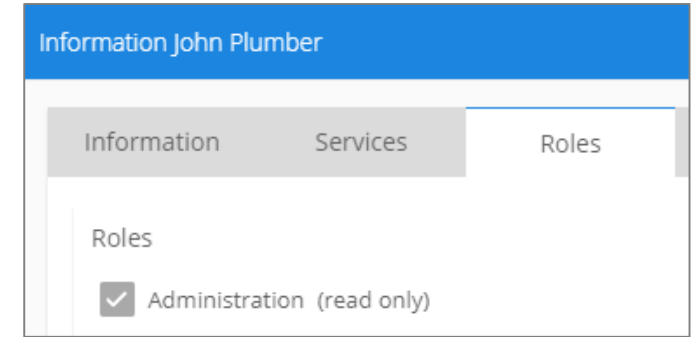 Information John Plumber
Information Services Roles
Roles
Administration (read only)